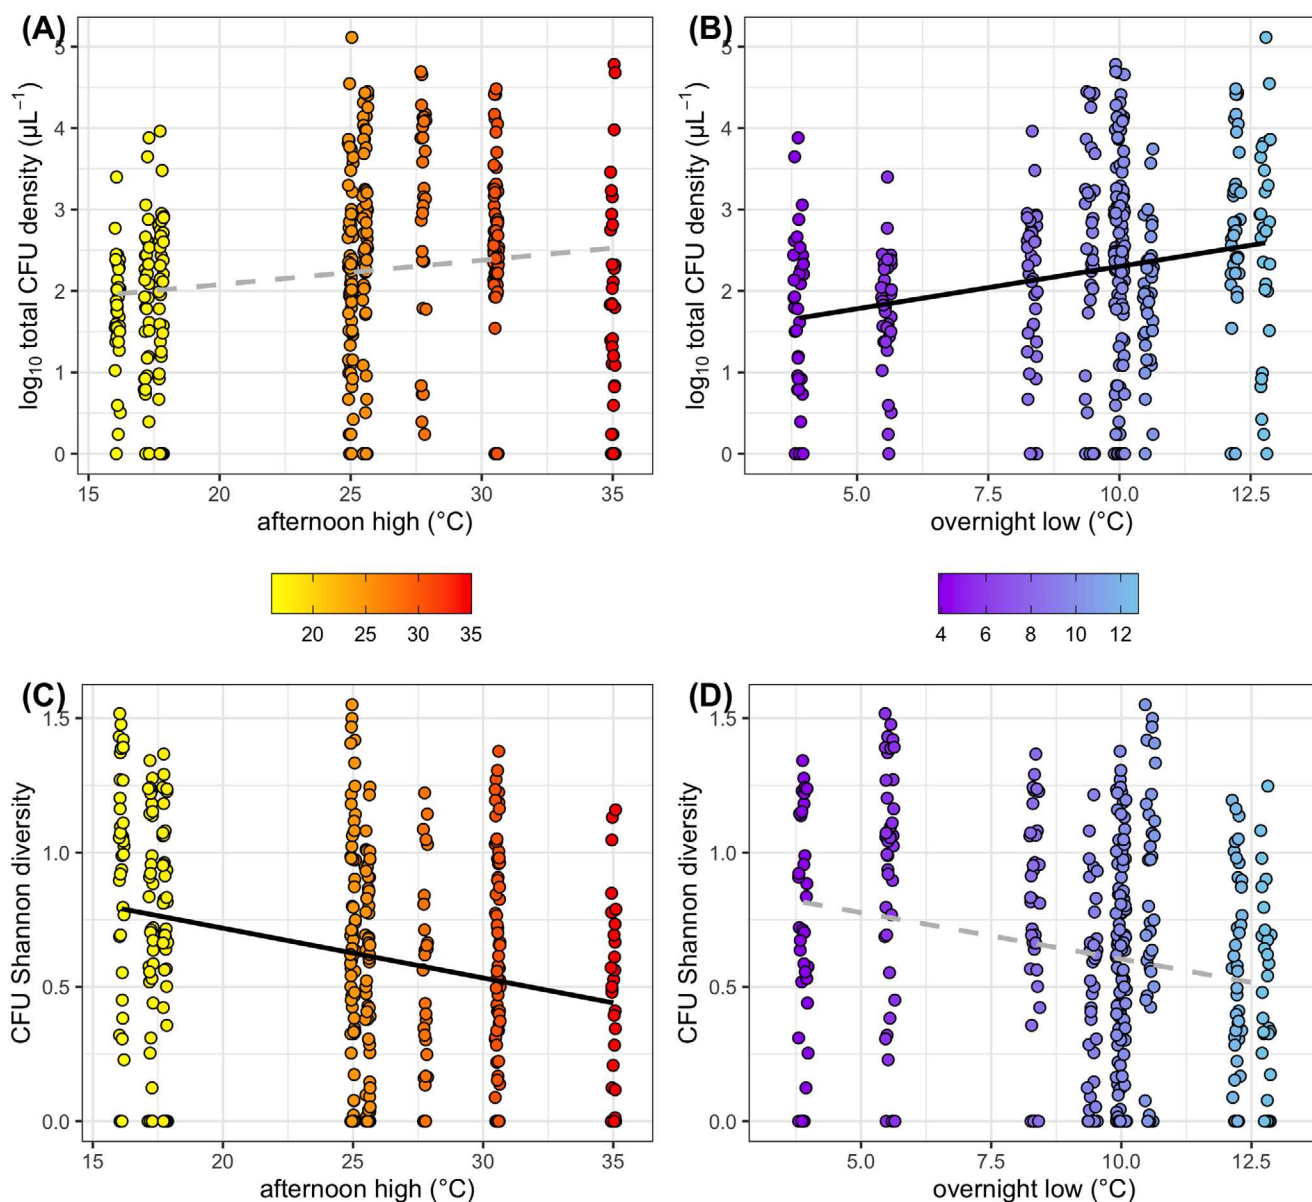 (A)
log10 total CFU density (µL−1)
5
4
3
2
1
0
15 20 25 30 35
afternoon high (°C)
(B)
log10 total CFU density (µL−1)
5
4
3
2
1
0
5.0 7.5 10.0 12.5
overnight low (°C)
20 25 30 35
4 6 8 10 12
(C)
CFU Shannon diversity
1.5
1.0
0.5
0.0
15 20 25 30 35
afternoon high (°C)
(D)
CFU Shannon diversity
1.5
1.0
0.5
0.0
5.0 7.5 10.0 12.5
overnight low (°C)